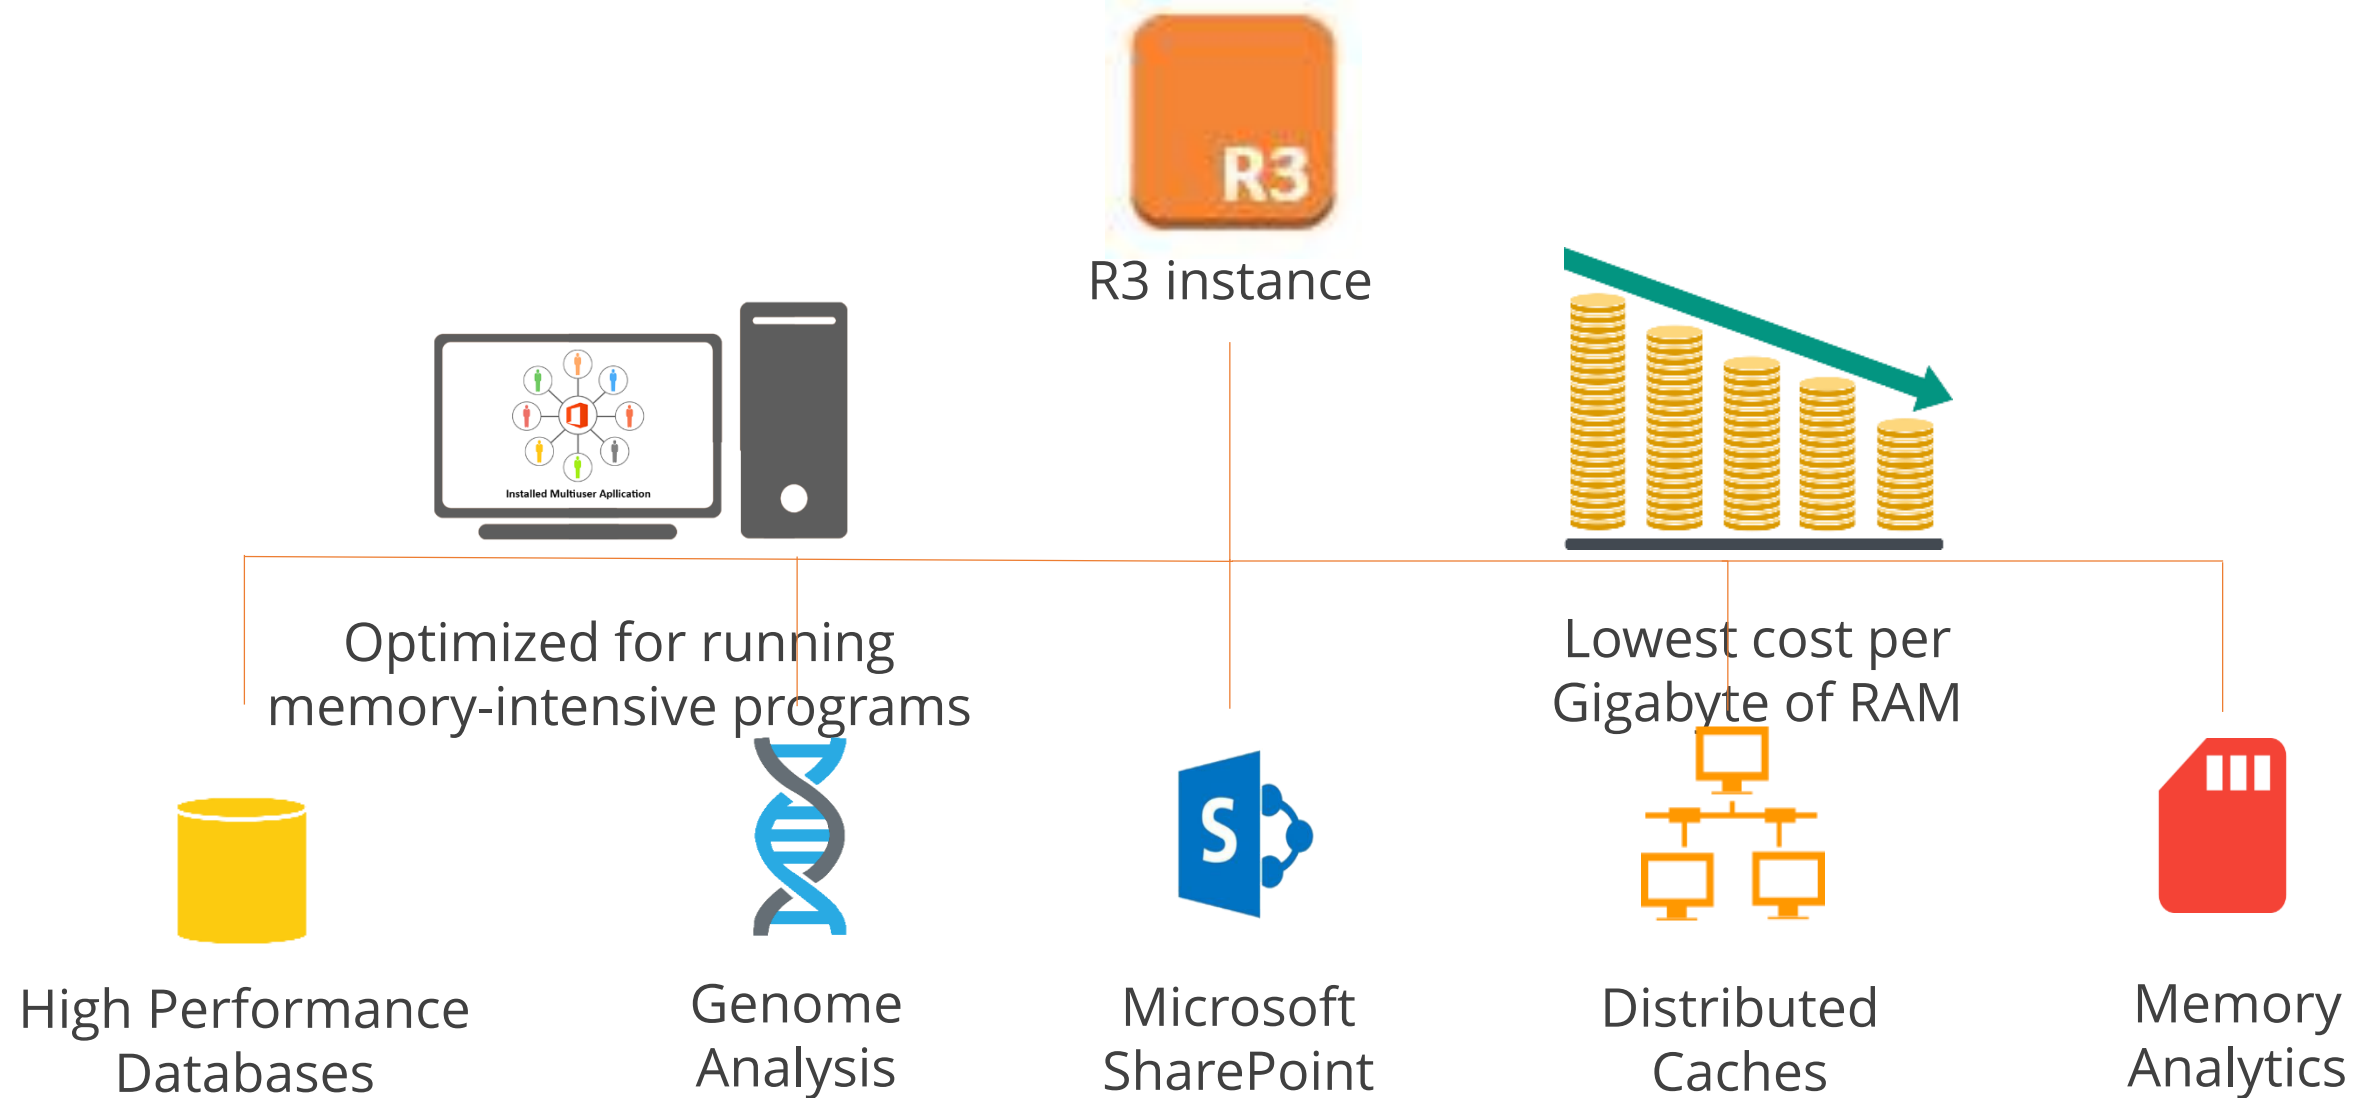 R3
R3 instance
Installed Multiuser Apllication
Optimized for running
memory-intensive programs
Lowest cost per
Gigabyte of RAM
S
High Performance
Databases
Genome
Analysis
Microsoft
SharePoint
Distributed
Caches
Memory
Analytics